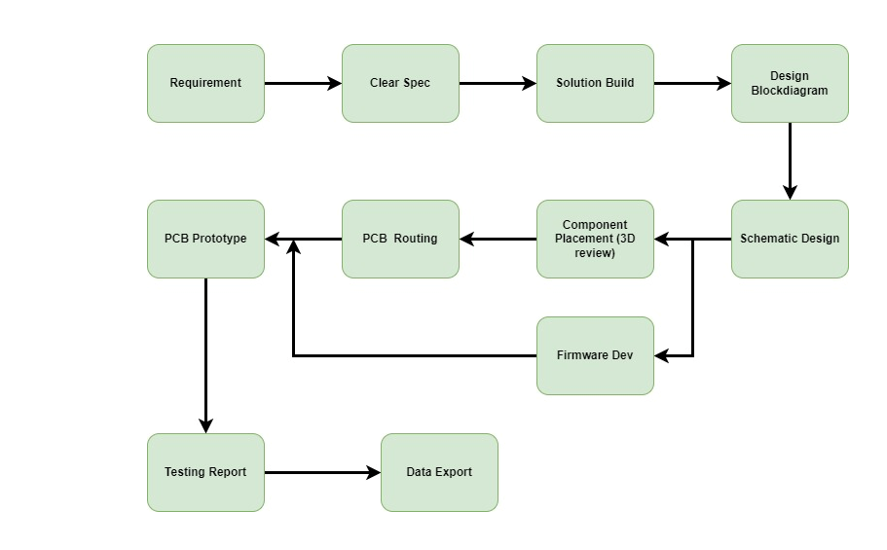 Requirement
Clear Spec
Solution Build
Design
Blockdiagram
PCB Prototype
PCB  Routing
Component
Placement (3D
review)
Schematic Design
Firmware Dev
Testing Report
Data Export